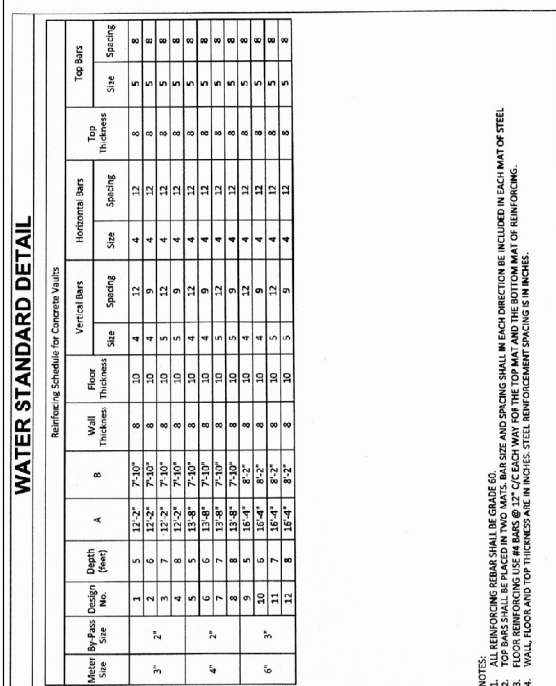 WATER STANDARD DETAIL
Reinforcing Schedule for Concrete Vaults
Meter Size By-Pass Size Design No. Depth (feet) A B Wall Thickness Floor Thickness Vertical Bars Horizontal Bars Top Thickness Top Bars
Size Spacing Size Spacing Size Spacing
3" 2" 1 5 12'-2" 7'-10" 8 10 4 12 4 12 8 5 8
2 6 12'-2" 7'-10" 8 10 4 9 4 12 8 5 8
3 7 12'-2" 7'-10" 8 10 5 12 4 12 8 5 8
4 8 12'-2" 7'-10" 8 10 5 9 4 12 8 5 8
4" 2" 5 5 13'-8" 7'-10" 8 10 4 12 4 12 8 5 8
6 6 13'-8" 7'-10" 8 10 4 9 4 12 8 5 8
7 7 13'-8" 7'-10" 8 10 5 12 4 12 8 5 8
8 8 13'-8" 7'-10" 8 10 5 9 4 12 8 5 8
6" 3" 9 5 16'-4" 8'-2" 8 10 4 12 4 12 8 5 8
10 6 16'-4" 8'-2" 8 10 4 9 4 12 8 5 8
11 7 16'-4" 8'-2" 8 10 5 12 4 12 8 5 8
12 8 16'-4" 8'-2" 8 10 5 9 4 12 8 5 8
NOTES:
1. ALL REINFORCING REBAR SHALL BE GRADE 60.
2. TOP BARS SHALL BE PLACED IN TWO MATS. BAR SIZE AND SPACING SHALL IN EACH DIRECTION BE INCLUDED IN EACH MAT OF STEEL
3. FLOOR REINFORCING USE #4 BARS @ 12" C/C EACH WAY FOR THE TOP MAT AND THE BOTTOM MAT OF REINFORCING.
4. WALL, FLOOR AND TOP THICKNESS ARE IN INCHES. STEEL REINFORCEMENT SPACING IS IN INCHES.